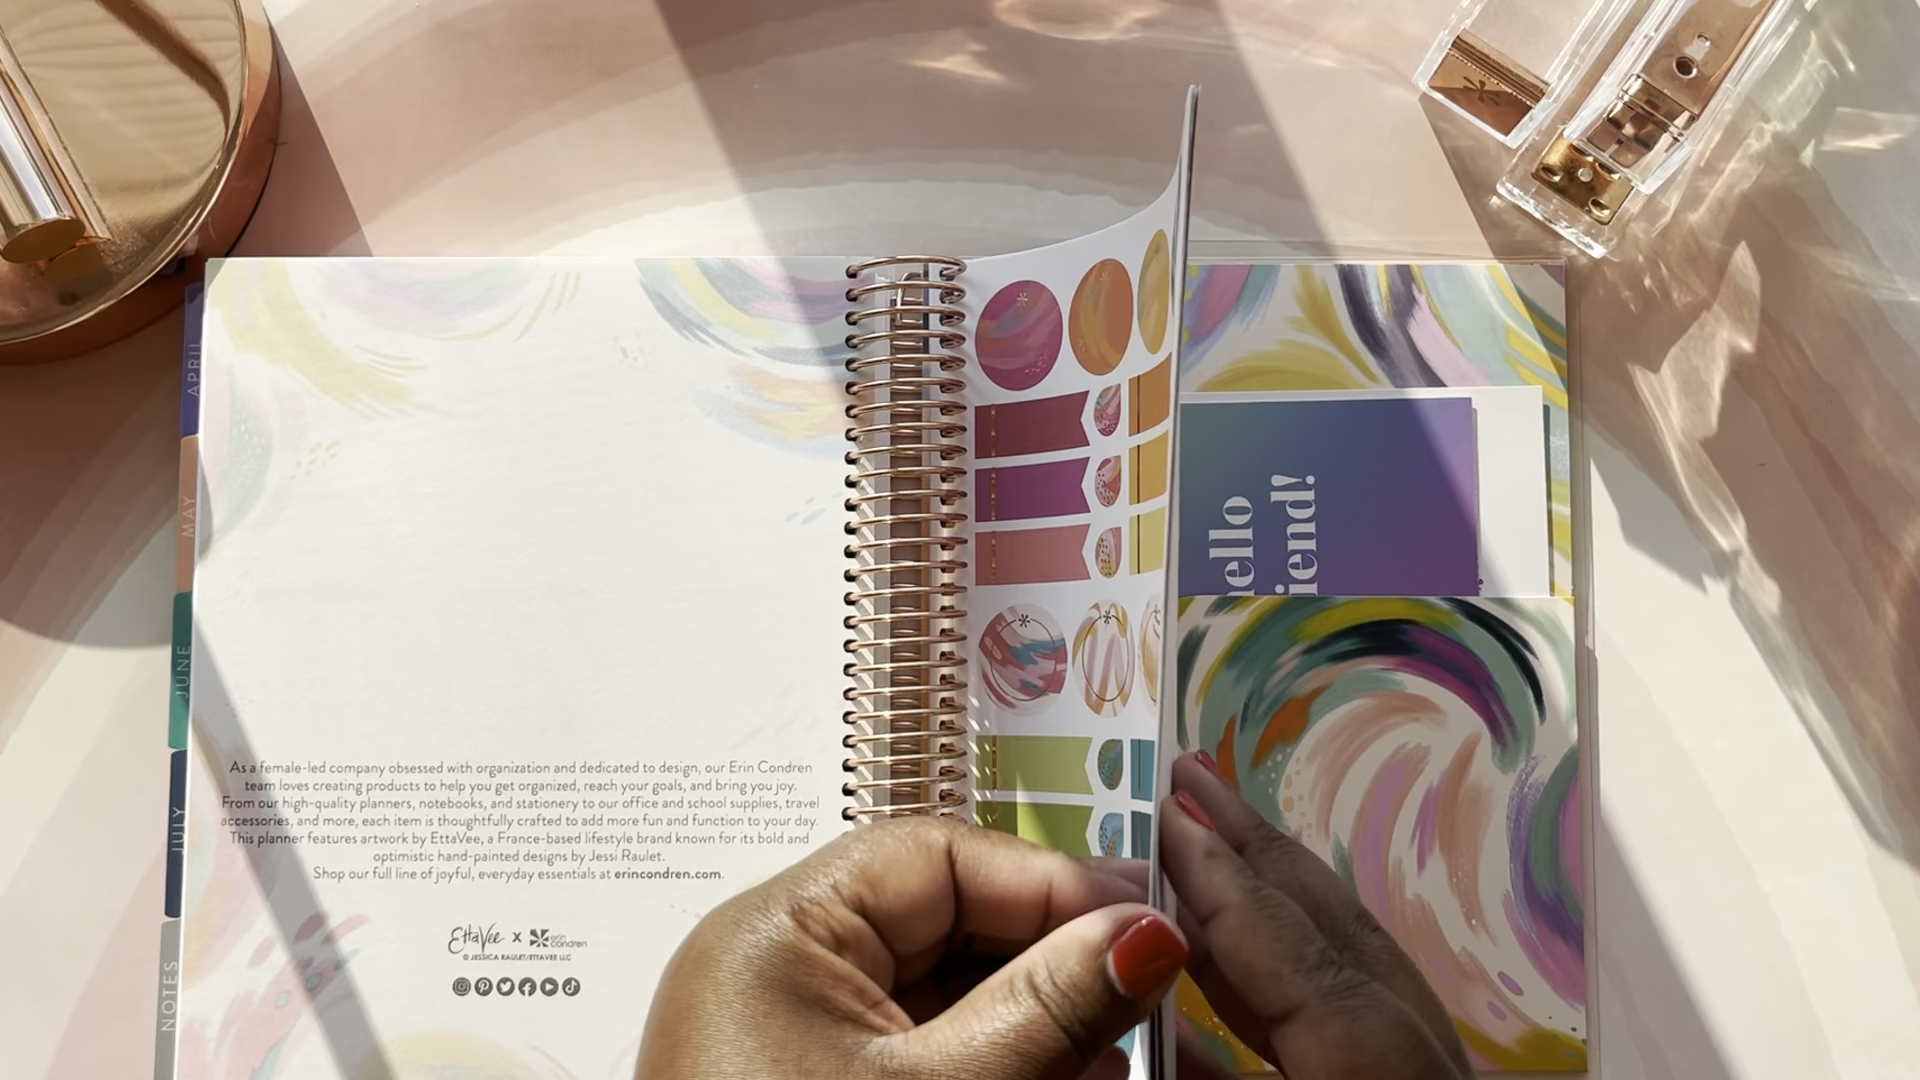 APRIL
MAY
JUNE
JULY
NOTES
As a female-led company obsessed with organization and dedicated to design, our Erin Condren
team loves creating products to help you get organized, reach your goals, and bring you joy.
From our high-quality planners, notebooks, and stationery to our office and school supplies, travel
accessories, and more, each item is thoughtfully crafted to add more fun and function to your day.
This planner features artwork by EttaVee, a France-based lifestyle brand known for its bold and
optimistic hand-painted designs by Jessi Raulet.
Shop our full line of joyful, everyday essentials at erincondren.com.
EttaVee x erin condren
© JESSICA RAULET/ETTAVEE LLC
ello
iend!